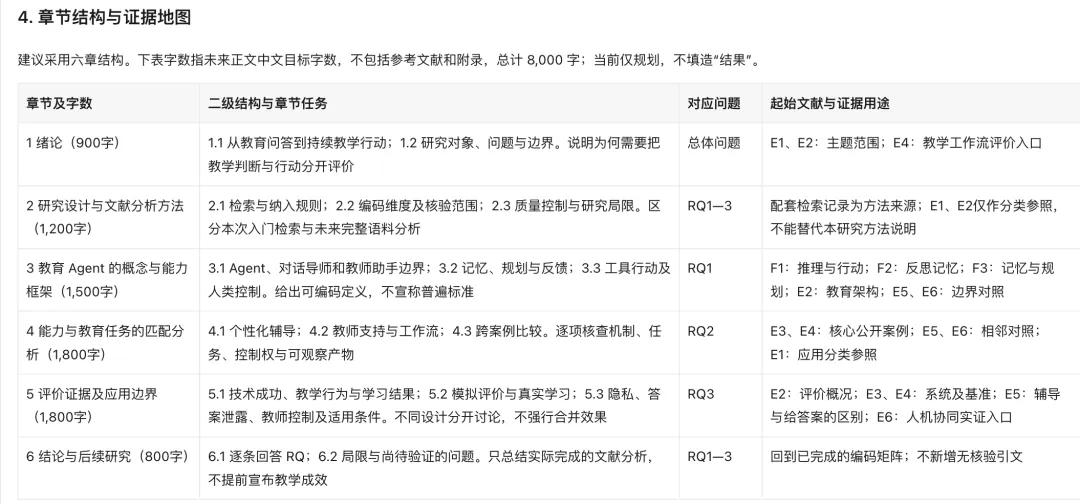 4. 章节结构与证据地图
建议采用六章结构。下表字数指未来正文中文目标字数，不包括参考文献和附录，总计 8,000 字；当前仅规划，不填造“结果”。
章节及字数 二级结构与章节任务 对应问题 起始文献与证据用途
1 绪论（900字） 1.1 从教育问答到持续教学行动；1.2 研究对象、问题与边界。说明为何需要把 总体问题 E1、E2：主题范围；E4：教学工作流评价入口
教学判断与行动分开评价
2 研究设计与文献分析方法 2.1 检索与纳入规则；2.2 编码维度及核验范围；2.3 质量控制与研究局限。区 RQ1—3 配套检索记录为方法来源；E1、E2仅作分类参照，
（1,200字） 分本次入门检索与未来完整语料分析 不能替代本研究方法说明
3 教育 Agent 的概念与能力 3.1 Agent、对话导师和教师助手边界；3.2 记忆、规划与反馈；3.3 工具行动及 RQ1 F1：推理与行动；F2：反思记忆；F3：记忆与规
框架（1,500字） 人类控制。给出可编码定义，不宣称普遍标准 划；E2：教育架构；E5、E6：边界对照
4 能力与教育任务的匹配分 4.1 个性化辅导；4.2 教师支持与工作流；4.3 跨案例比较。逐项核查机制、任 RQ2 E3、E4：核心公开案例；E5、E6：相邻对照；
析（1,800字） 务、控制权与可观察产物 E1：应用分类参照
5 评价证据及应用边界 5.1 技术成功、教学行为与学习结果；5.2 模拟评价与真实学习；5.3 隐私、答 RQ3 E2：评价概况；E3、E4：系统及基准；E5：辅导
（1,800字） 案泄露、教师控制及适用条件。不同设计分开讨论，不强行合并效果 与给答案的区别；E6：人机协同实证入口
6 结论与后续研究（800字） 6.1 逐条回答 RQ；6.2 局限与尚待验证的问题。只总结实际完成的文献分析， RQ1—3 回到已完成的编码矩阵；不新增无核验引文
不提前宣布教学成效